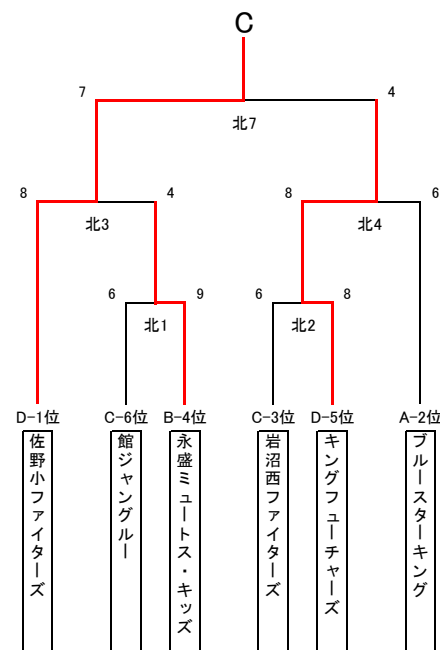 C
7
4
北7
8
4
8
6
北3
北4
6
9
6
8
北1
北2
D-1位
C-6位
B-4位
C-3位
D-5位
A-2位
佐野小ファイターズ
館ジャングルー
永盛ミュートス・キッズ
岩沼西ファイターズ
キングフューチャーズ
ブルースターキング